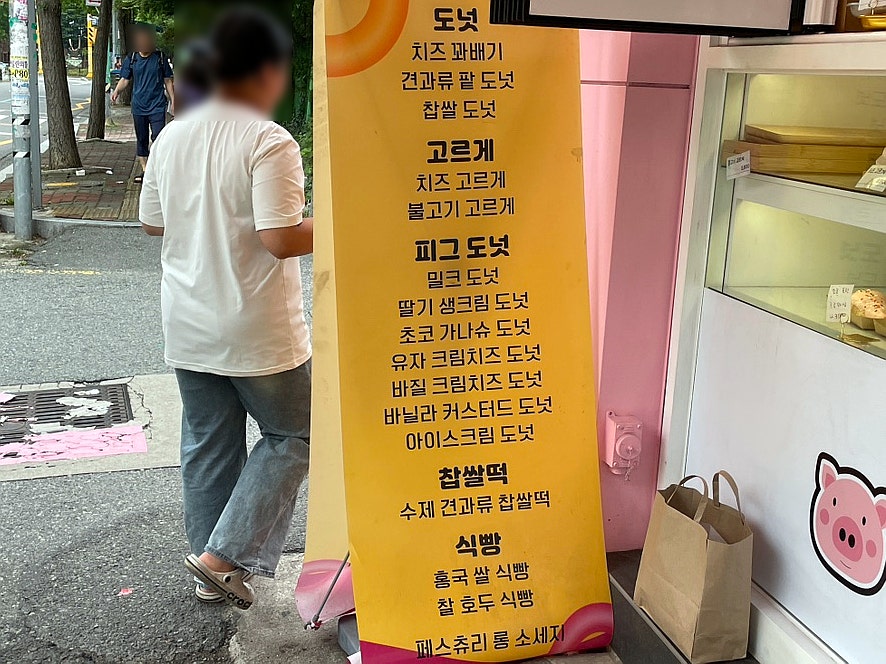 도넛
치즈 꽈배기
견과류 팥 도넛
찹쌀 도넛
고르게
치즈 고르게
불고기 고르게
피그 도넛
밀크 도넛
딸기 생크림 도넛
초코 가나슈 도넛
유자 크림치즈 도넛
바질 크림치즈 도넛
바닐라 커스터드 도넛
아이스크림 도넛
찹쌀떡
수제 견과류 찹쌀떡
식빵
홍국 쌀 식빵
찰 호두 식빵
페스츄리 롱 소세지
crocs